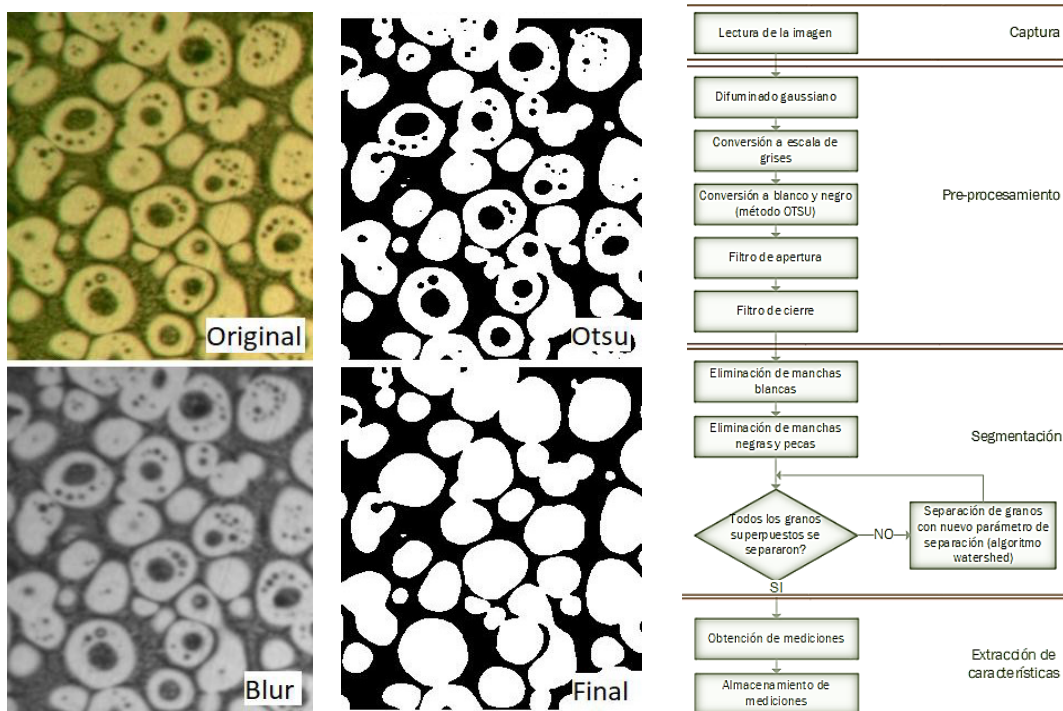 Original
Otsu
Blur
Final
Lectura de la imagen
Captura
Difuminado gaussiano
Conversión a escala de
grises
Conversión a blanco y negro
(método OTSU)
Filtro de apertura
Filtro de cierre
Pre-procesamiento
Eliminación de manchas
blancas
Eliminación de manchas
negras y pecas
Segmentación
Todos los granos
superpuestos se
separaron?
NO
Separación de granos
con nuevo parámetro de
separación (algoritmo
watershed)
SI
Obtención de mediciones
Extracción de
características
Almacenamiento de
mediciones